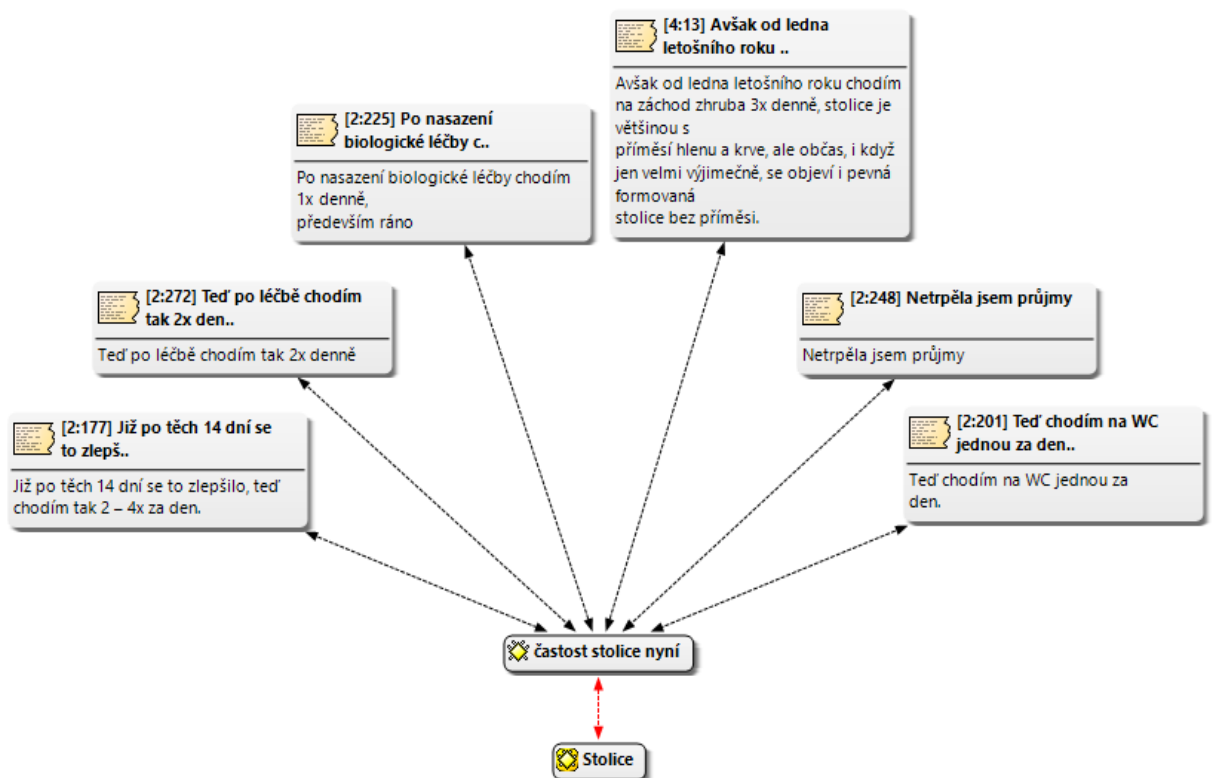 [4:13] Avšak od ledna
letošního roku ..
Avšak od ledna letošního roku chodím
na záchod zhruba 3x denně, stolice je
většinou s
příměsí hlenu a krve, ale občas, i když
jen velmi výjimečně, se objeví i pevná
formovaná
stolice bez příměsi.
[2:225] Po nasazení
biologické léčby c..
Po nasazení biologické léčby chodím
1x denně,
především ráno
[2:272] Teď po léčbě chodím
tak 2x den..
Teď po léčbě chodím tak 2x denně
[2:248] Netrpěla jsem průjmy
Netrpěla jsem průjmy
[2:177] Již po těch 14 dní se
to zlepš..
Již po těch 14 dní se to zlepšilo, teď
chodím tak 2 – 4x za den.
[2:201] Teď chodím na WC
jednou za den..
Teď chodím na WC jednou za
den.
častost stolice nyní
Stolice